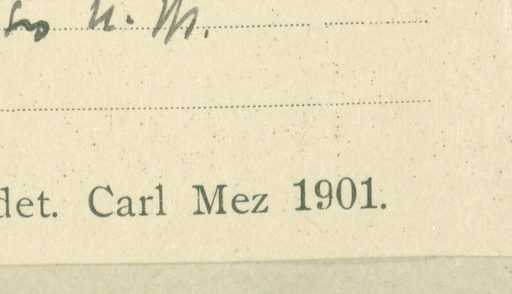 u. M.
det. Carl Mez 1901.